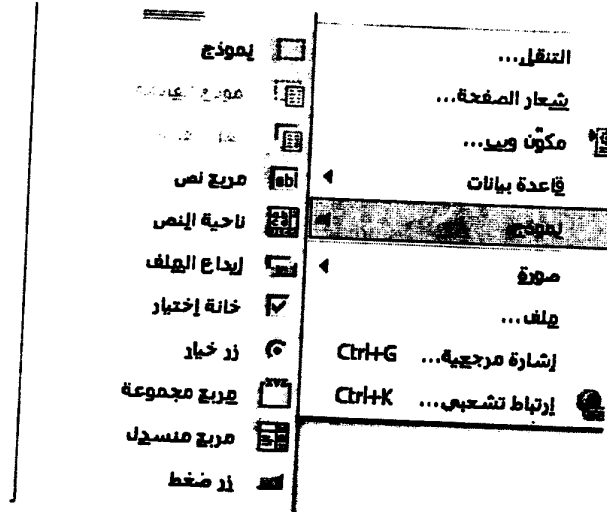 التنقل...
شعار الصفحة...
مكوّن ويب...
قاعدة بيانات
نموذج
صورة
ملف...
إشارة مرجعية... Ctrl+G
إرتباط تشعبي... Ctrl+K
نموذج
مربع نص
ناحية النص
إيداع الملف
خانة إختيار
زر خيار
مربع مجموعة
مربع منسدل
زر ضغط